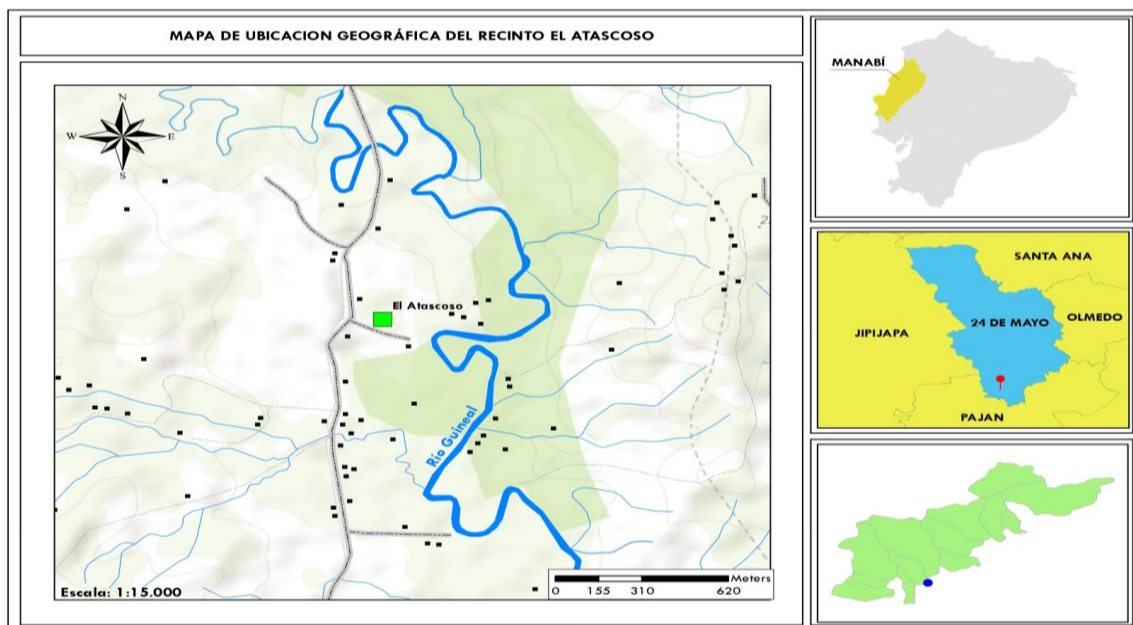 MAPA DE UBICACION GEOGRÁFICA DEL RECINTO EL ATASCOSO
N
W E
S
El Atascoso
Río Guineal
Escala: 1:15.000
Meters
0 155 310 620
MANABÍ
SANTA ANA
24 DE MAYO
OLMEDO
JIPIJAPA
PAJAN